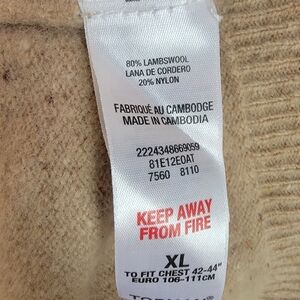 80% LAMBSWOOL
LANA DE CORDERO
20% NYLON
FABRIQUÉ AU CAMBODGE
MADE IN CAMBODIA
2224348669059
81E12E0AT
7560 8110
KEEP AWAY
FROM FIRE
XL
TO FIT CHEST 42-44"
EURO 106-111CM